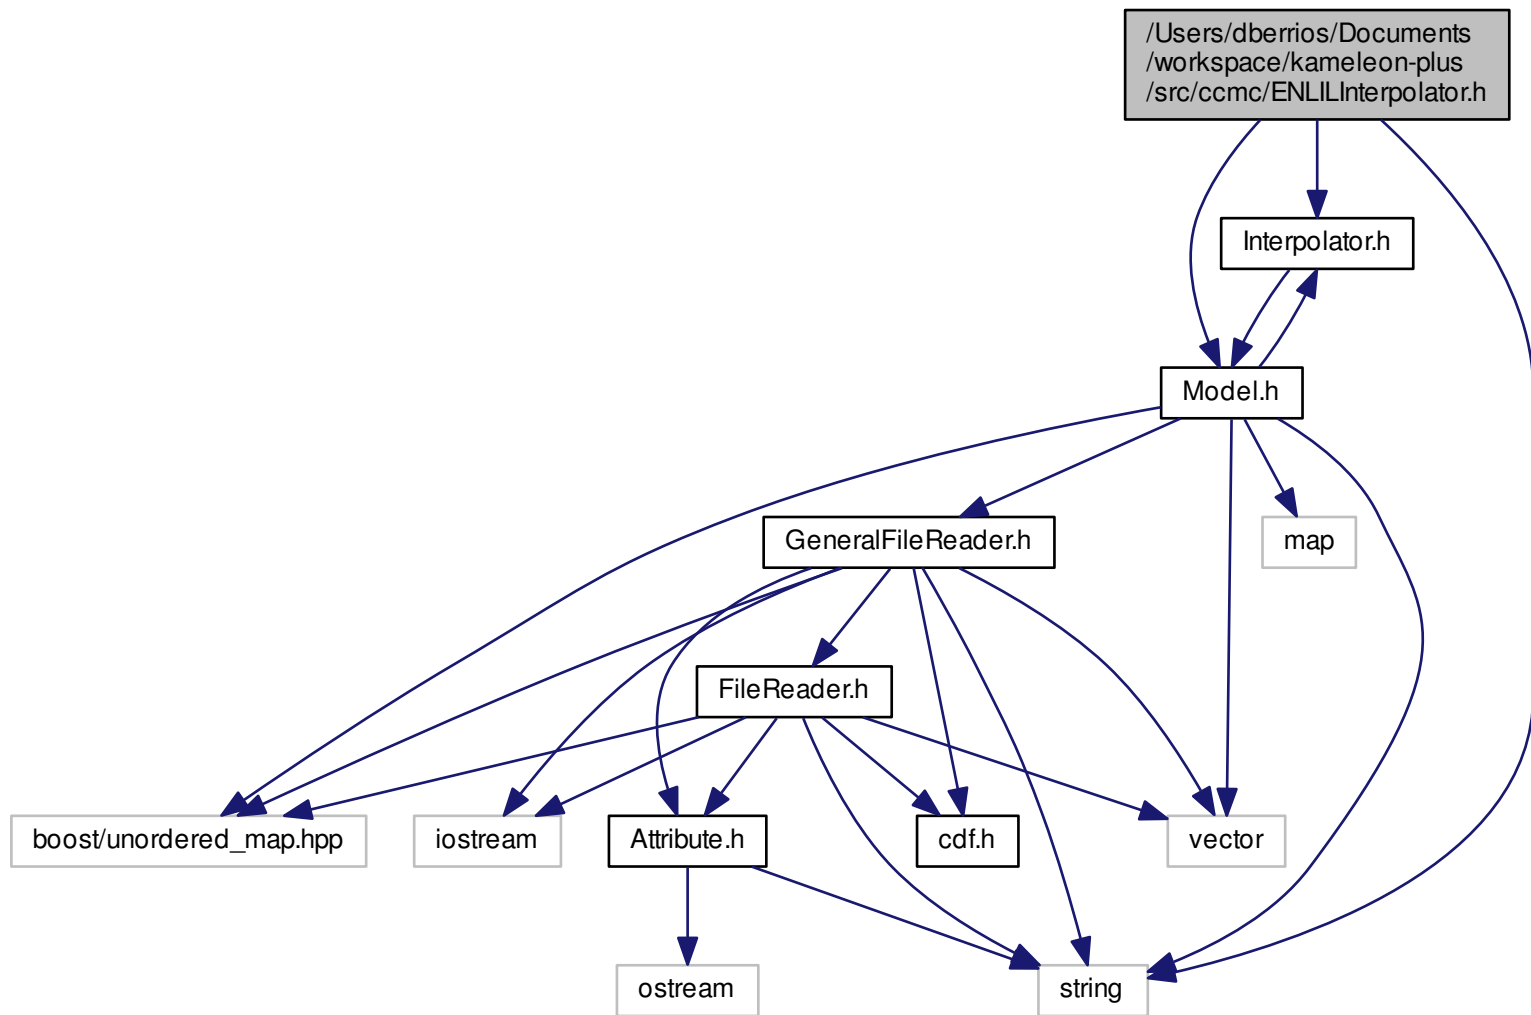 /Users/dberrios/Documents
/workspace/kameleon-plus
/src/ccmc/ENLILInterpolator.h
Interpolator.h
Model.h
GeneralFileReader.h
map
FileReader.h
boost/unordered_map.hpp
iostream
Attribute.h
cdf.h
vector
ostream
string